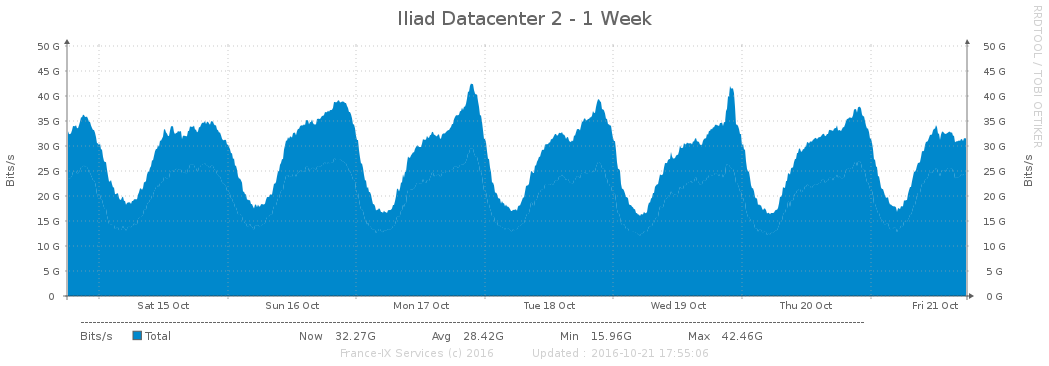 Iliad Datacenter 2 - 1 Week
RRDTOOL / TOBI OETIKER
50 G 50 G
45 G 45 G
40 G 40 G
35 G 35 G
30 G 30 G
25 G 25 G
20 G 20 G
15 G 15 G
10 G 10 G
5 G 5 G
0 0 G
Bits/s
Bits/s
Sat 15 Oct Sun 16 Oct Mon 17 Oct Tue 18 Oct Wed 19 Oct Thu 20 Oct Fri 21 Oct
Bits/s Total Now 32.27G Avg 28.42G Min 15.96G Max 42.46G
France-IX Services (c) 2016 Updated : 2016-10-21 17:55:06